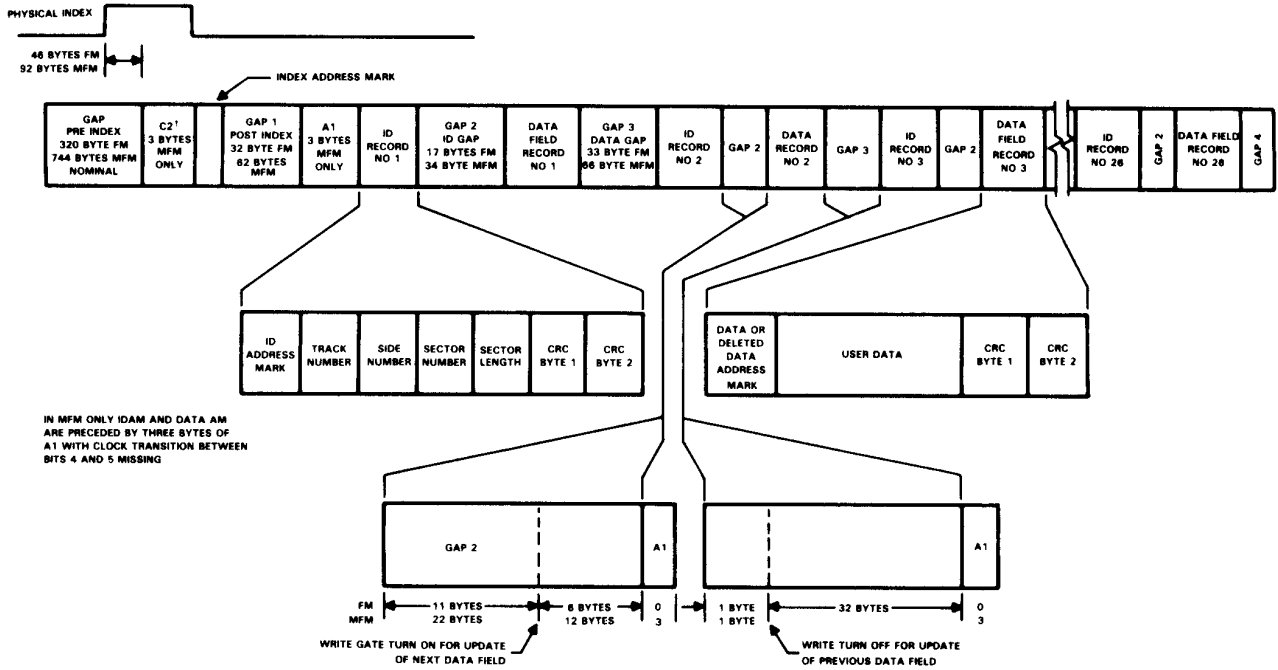 PHYSICAL INDEX
46 BYTES FM
92 BYTES MFM
INDEX ADDRESS MARK
GAP
PRE INDEX
320 BYTE FM
744 BYTES MFM
NOMINAL
C2†
3 BYTES
MFM
ONLY
GAP 1
POST INDEX
32 BYTE FM
62 BYTES
MFM
A1
3 BYTES
MFM
ONLY
ID
RECORD
NO 1
GAP 2
ID GAP
17 BYTES FM
34 BYTE MFM
DATA
FIELD
RECORD
NO 1
GAP 3
DATA GAP
33 BYTE FM
66 BYTE MFM
ID
RECORD
NO 2
GAP 2
DATA
RECORD
NO 2
GAP 3
ID
RECORD
NO 3
GAP 2
DATA
FIELD
RECORD
NO 3
ID
RECORD
NO 26
GAP 2
DATA FIELD
RECORD
NO 26
GAP 4
ID
ADDRESS
MARK
TRACK
NUMBER
SIDE
NUMBER
SECTOR
NUMBER
SECTOR
LENGTH
CRC
BYTE 1
CRC
BYTE 2
DATA OR
DELETED
DATA
ADDRESS
MARK
USER DATA
CRC
BYTE 1
CRC
BYTE 2
IN MFM ONLY IDAM AND DATA AM
ARE PRECEDED BY THREE BYTES OF
A1 WITH CLOCK TRANSITION BETWEEN
BITS 4 AND 5 MISSING
GAP 2
A1
A1
FM 11 BYTES 6 BYTES 0 1 BYTE 32 BYTES 0
MFM 22 BYTES 12 BYTES 3 1 BYTE 3
WRITE GATE TURN ON FOR UPDATE
OF NEXT DATA FIELD
WRITE TURN OFF FOR UPDATE
OF PREVIOUS DATA FIELD